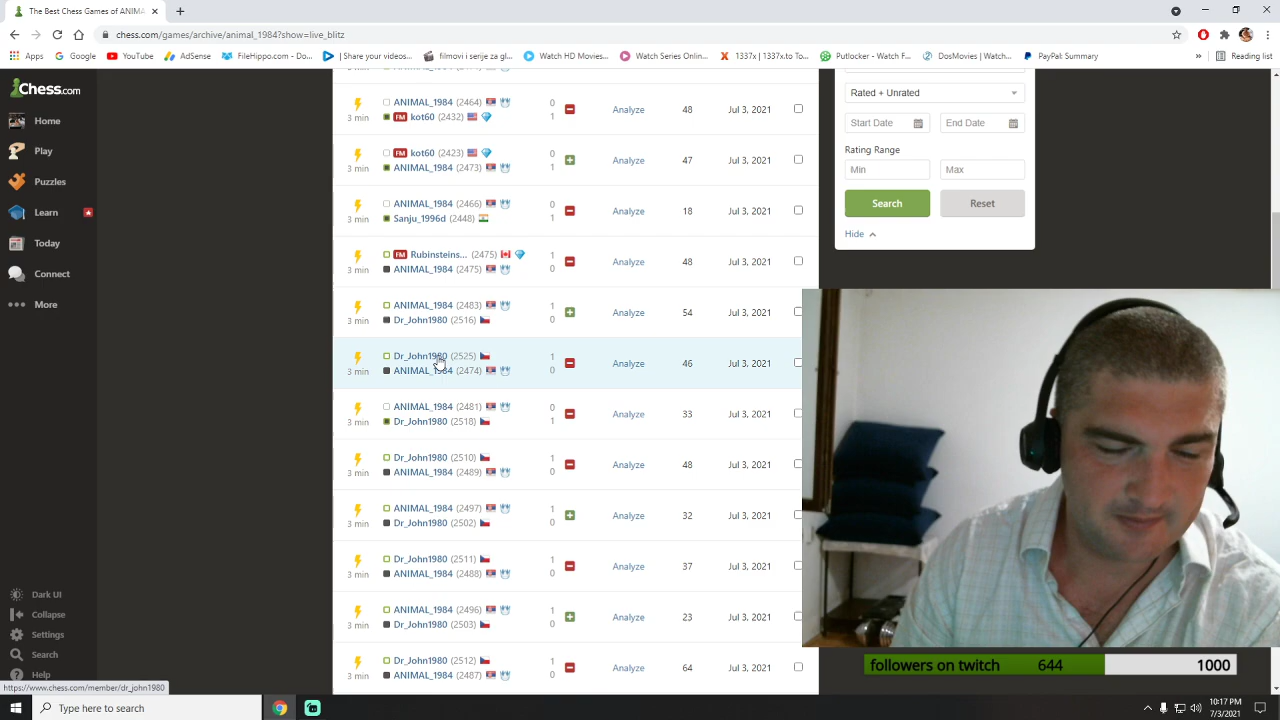 The Best Chess Games of ANIMA
chess.com/games/archive/animal_1984?show=live_blitz
Apps
Google
YouTube
AdSense
FileHippo.com - Do...
| Share your videos...
filmovi i serije za gl...
Watch HD Movies...
Watch Series Online...
1337x|1337x.to To...
Putlocker - Watch F...
DosMovies | Watch...
PayPal Summary
»
Reading list
Chess.com
Home
Play
Puzzles
Learn
Today
Connect
More
Dark UI
Collapse
Settings
Search
Help
3 min ANIMAL_1984 (2464) 0 Analyze 48 Jul 3, 2021
FM kot60 (2432) 1
3 min FM kot60 (2423) 0 Analyze 47 Jul 3, 2021
ANIMAL_1984 (2473) 1
3 min ANIMAL_1984 (2466) 0 Analyze 18 Jul 3, 2021
Sanju_1996d (2448) 1
3 min FM Rubinsteins... (2475) 1 Analyze 48 Jul 3, 2021
ANIMAL_1984 (2475) 0
3 min ANIMAL_1984 (2483) 1 Analyze 54 Jul 3, 2021
Dr_John1980 (2516) 0
3 min Dr_John1980 (2525) 1 Analyze 46 Jul 3, 2021
ANIMAL_1984 (2474) 0
3 min ANIMAL_1984 (2481) 0 Analyze 33 Jul 3, 2021
Dr_John1980 (2518) 1
3 min Dr_John1980 (2510) 1 Analyze 48 Jul 3, 2021
ANIMAL_1984 (2489) 0
3 min ANIMAL_1984 (2497) 1 Analyze 32 Jul 3, 2021
Dr_John1980 (2502) 0
3 min Dr_John1980 (2511) 1 Analyze 37 Jul 3, 2021
ANIMAL_1984 (2488) 0
3 min ANIMAL_1984 (2496) 1 Analyze 23 Jul 3, 2021
Dr_John1980 (2503) 0
3 min Dr_John1980 (2512) 1 Analyze 64 Jul 3, 2021
ANIMAL_1984 (2487) 0
Rated + Unrated
Start Date End Date
Rating Range
Min Max
Search Reset
Hide
followers on twitch 644 1000
https://www.chess.com/member/dr_john1980
Type here to search
10:17 PM
7/3/2021